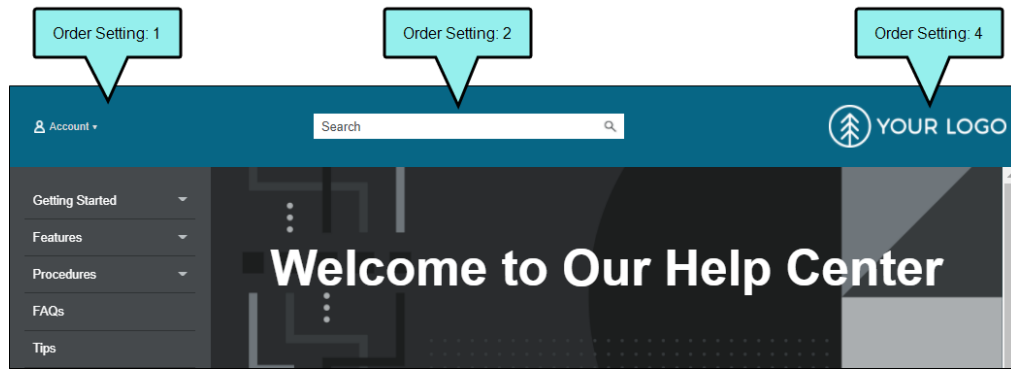 Order Setting: 1
Order Setting: 2
Order Setting: 4
Account
Search
YOUR LOGO
Getting Started
Features
Procedures
FAQs
Tips
Welcome to Our Help Center